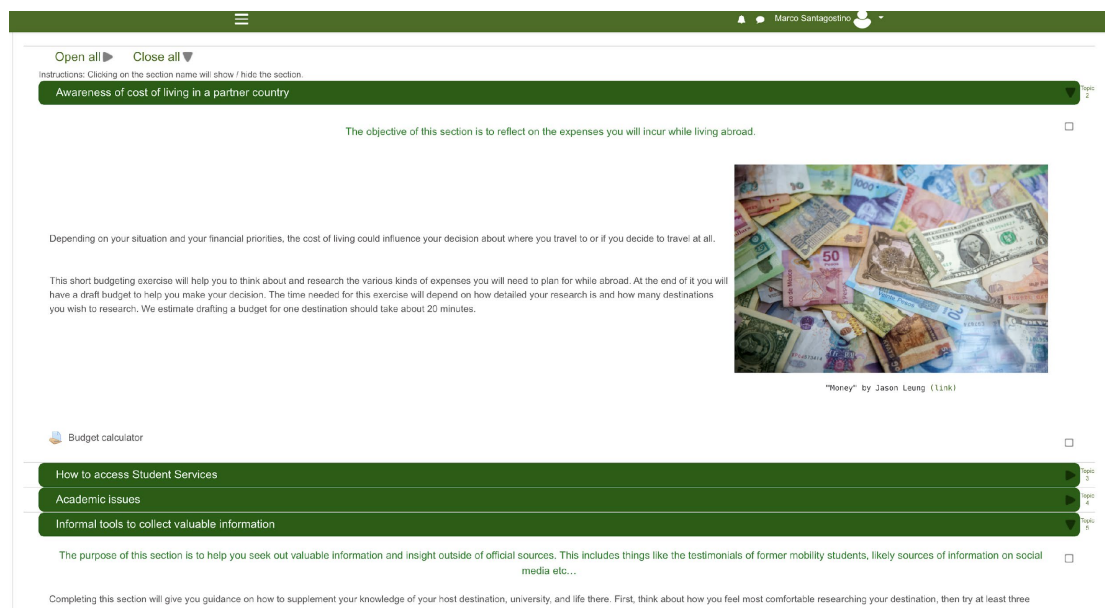 Marco Santagostino
Open all
Close all
Instructions: Clicking on the section name will show / hide the section.
Awareness of cost of living in a partner country
Topic
2
The objective of this section is to reflect on the expenses you will incur while living abroad.
Depending on your situation and your financial priorities, the cost of living could influence your decision about where you travel to or if you decide to travel at all.
This short budgeting exercise will help you to think about and research the various kinds of expenses you will need to plan for while abroad. At the end of it you will
have a draft budget to help you make your decision. The time needed for this exercise will depend on how detailed your research is and how many destinations
you wish to research. We estimate drafting a budget for one destination should take about 20 minutes.
1000
50
"Money" by Jason Leung (link)
Budget calculator
How to access Student Services
Topic
3
Academic issues
Topic
4
Informal tools to collect valuable information
Topic
5
The purpose of this section is to help you seek out valuable information and insight outside of official sources. This includes things like the testimonials of former mobility students, likely sources of information on social
media etc...
Completing this section will give you guidance on how to supplement your knowledge of your host destination, university, and life there. First, think about how you feel most comfortable researching your destination, then try at least three